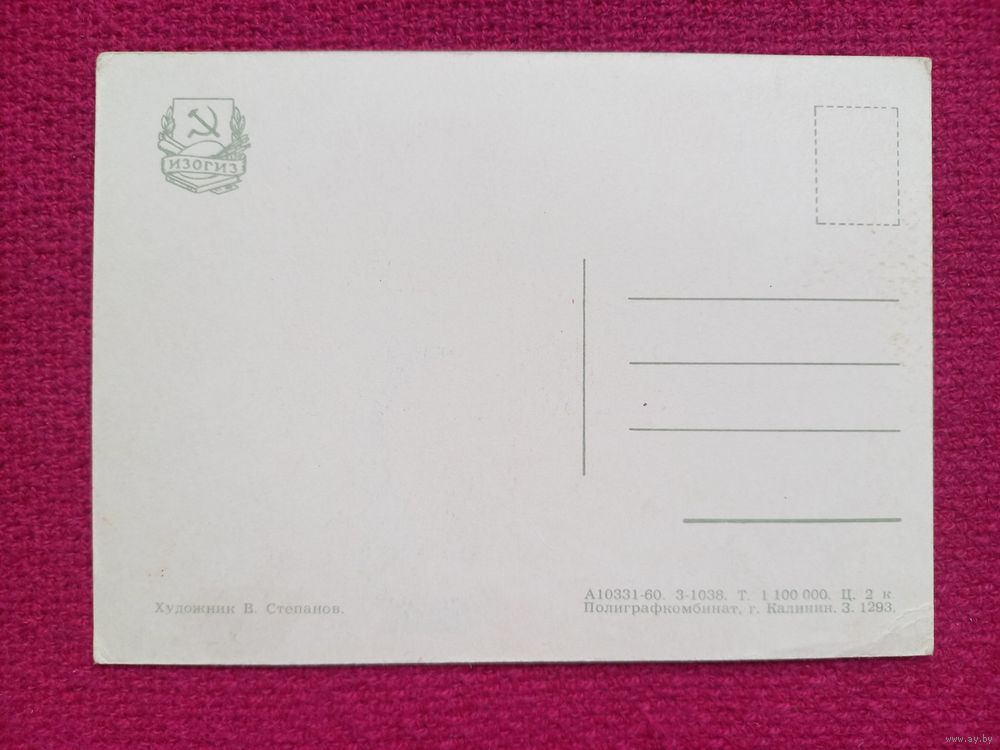 ИЗОГИЗ
Художник В. Степанов.
А10331-60. 3-1038. Т. 1 100 000. Ц. 2 к.
Полиграфкомбинат, г. Калинин. З. 1293.
www.ay.by